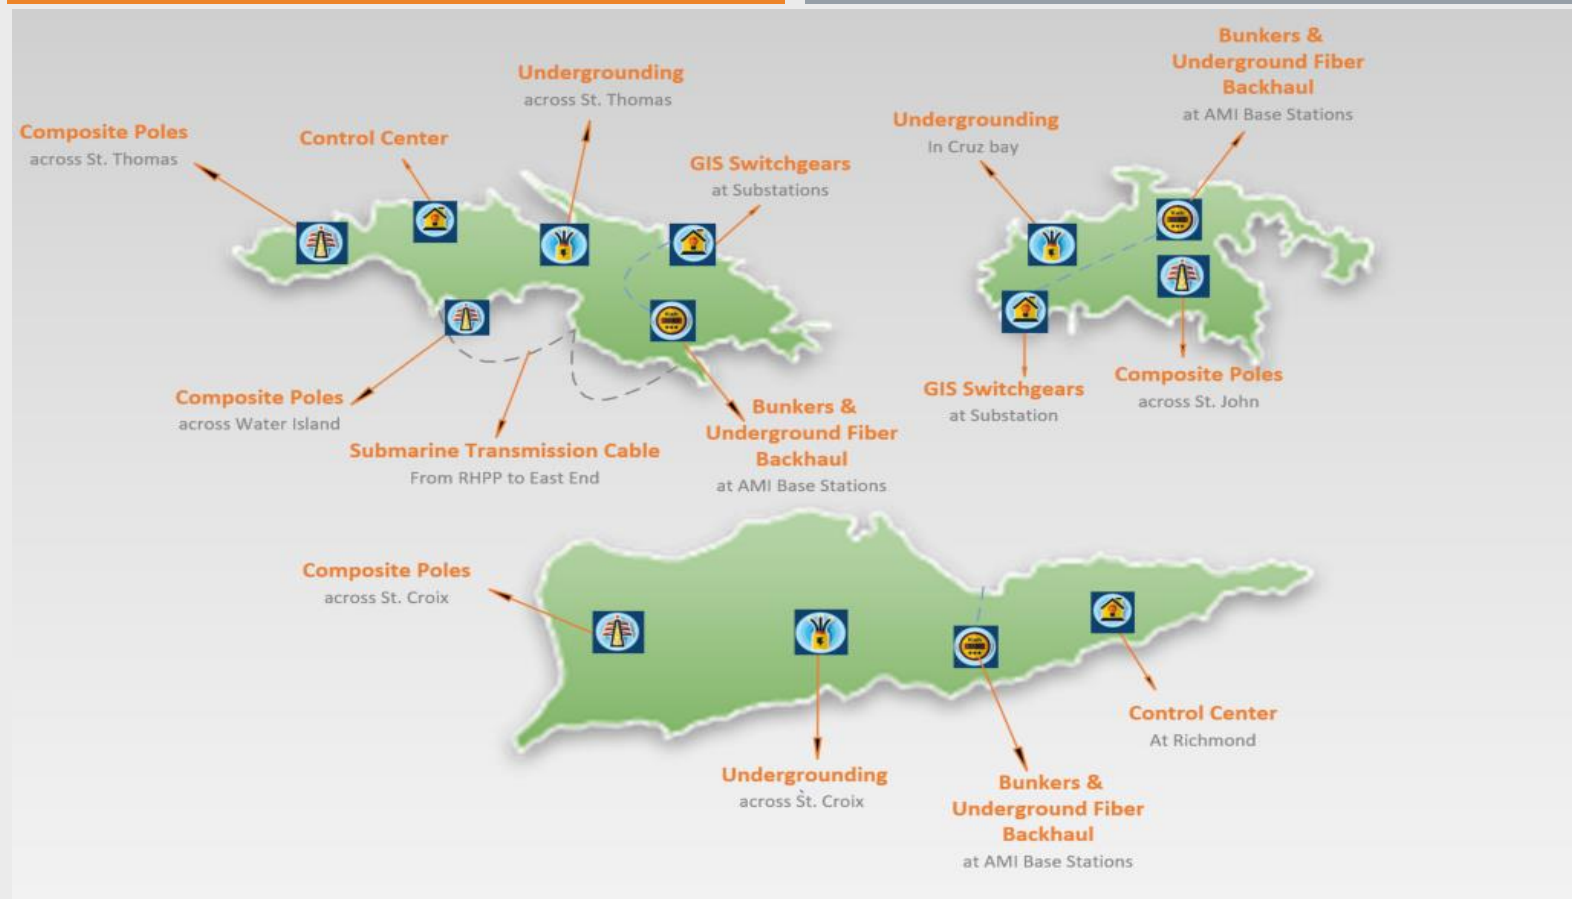 Composite Poles
across St. Thomas
Control Center
Undergrounding
across St. Thomas
GIS Switchgears
at Substations
Composite Poles
across Water Island
Submarine Transmission Cable
From RHPP to East End
Bunkers &
Underground Fiber
Backhaul
at AMI Base Stations
Undergrounding
In Cruz bay
Bunkers &
Underground Fiber
Backhaul
at AMI Base Stations
GIS Switchgears
at Substation
Composite Poles
across St. John
Composite Poles
across St. Croix
Undergrounding
across St. Croix
Bunkers &
Underground Fiber
Backhaul
at AMI Base Stations
Control Center
At Richmond